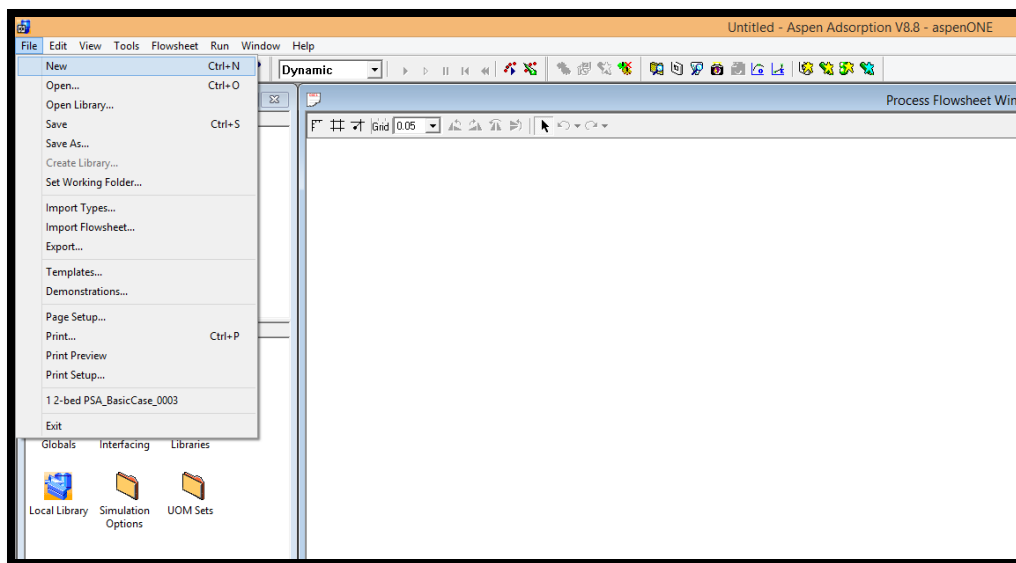 Untitled - Aspen Adsorption V8.8 - aspenONE
File Edit View Tools Flowsheet Run Window Help
New Ctrl+N
Dynamic
Open... Ctrl+O
Open Library...
Process Flowsheet Win
Save Ctrl+S
Grid 0.05
Save As...
Create Library...
Set Working Folder...
Import Types...
Import Flowsheet...
Export...
Templates...
Demonstrations...
Page Setup...
Print... Ctrl+P
Print Preview
Print Setup...
1 2-bed PSA_BasicCase_0003
Exit
Globals Interfacing Libraries
Local Library Simulation Options UOM Sets